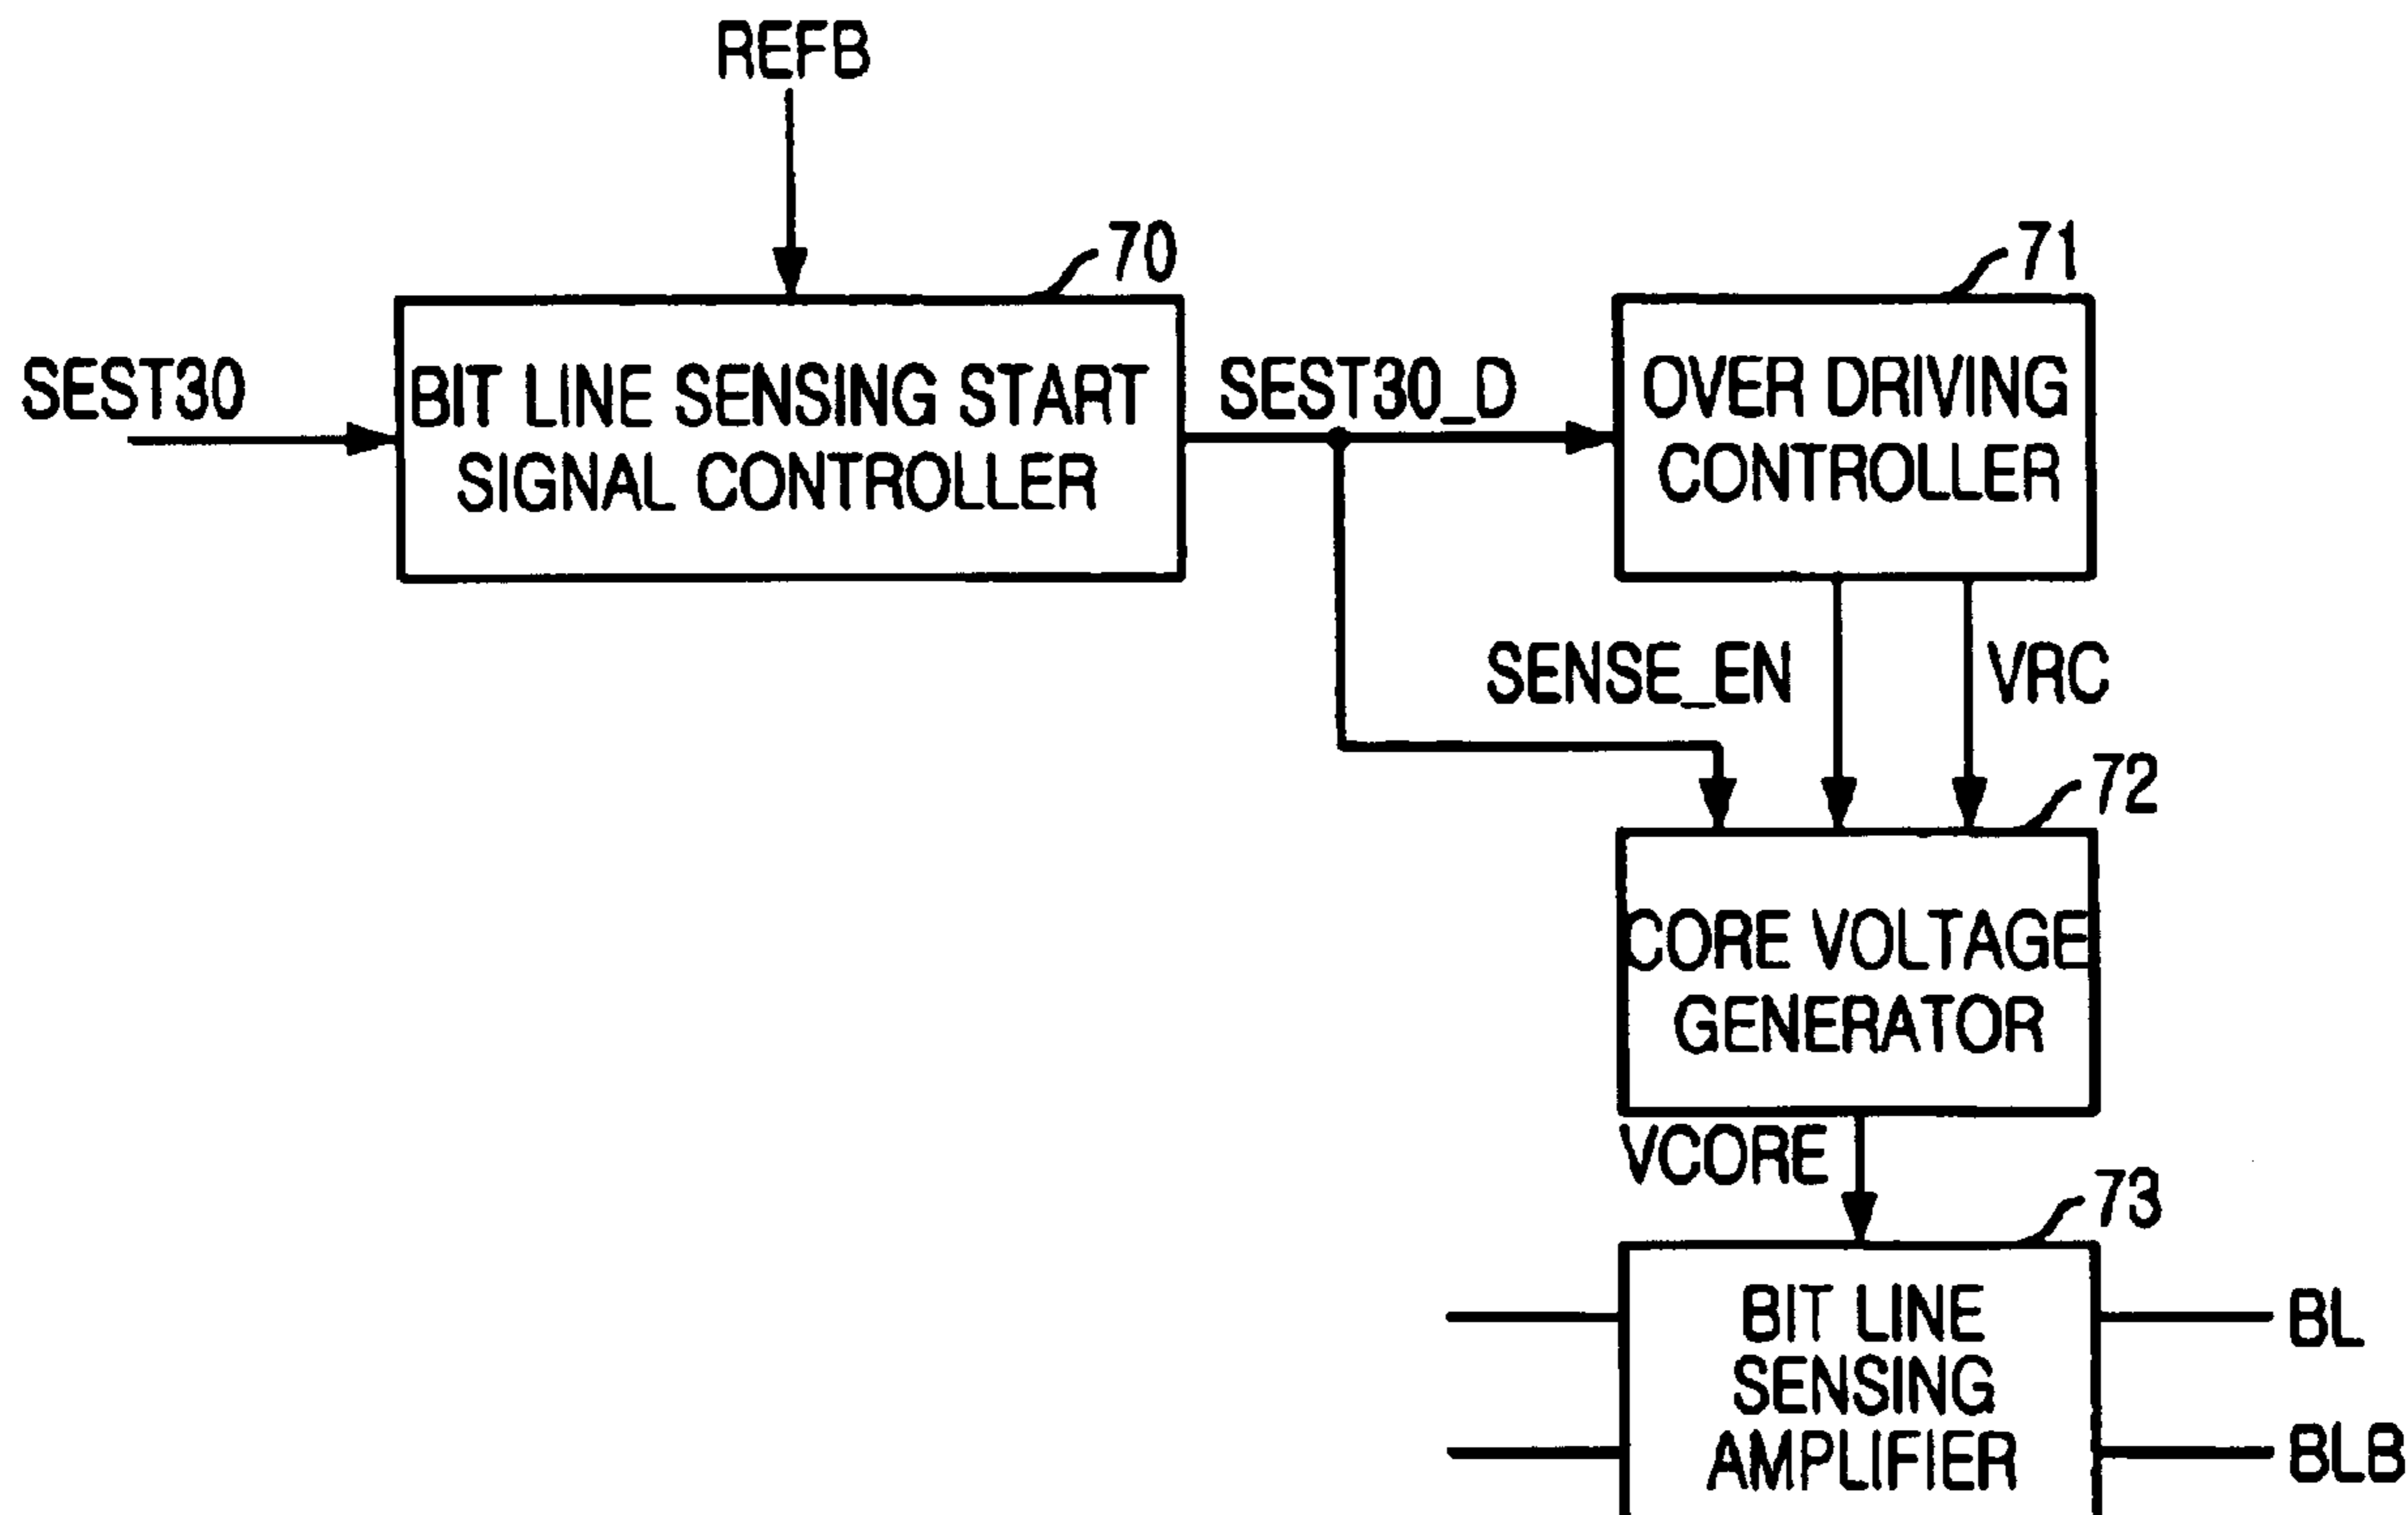 REFB
70
71
SEST30
BIT LINE SENSING START
SIGNAL CONTROLLER
SEST30_D
OVER DRIVING
CONTROLLER
SENSE_EN
VRC
72
CORE VOLTAGE
GENERATOR
VCORE
73
BIT LINE
SENSING
AMPLIFIER
BL
BLB